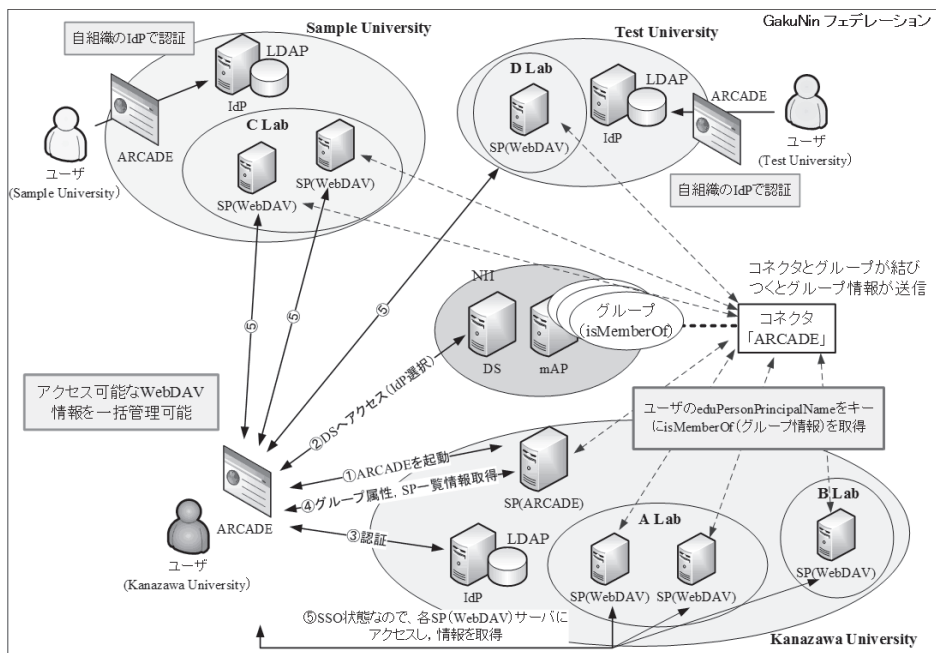 GakuNin フェデレーション
Sample University
自組織のIdPで認証
LDAP
IdP
ARCADE
ユーザ
(Sample University)
C Lab
SP(WebDAV)
SP(WebDAV)
Test University
D Lab
SP(WebDAV)
LDAP
IdP
ARCADE
ユーザ
(Test University)
自組織のIdPで認証
NII
DS
mAP
グループ
(isMemberOf)
コネクタとグループが結び
つくとグループ情報が送信
コネクタ
「ARCADE」
⑤
⑤
⑤
アクセス可能なWebDAV
情報を一括管理可能
②DSへアクセス(IdP選択)
①ARCADEを起動
④グループ属性, SP一覧情報取得
③認証
ARCADE
ユーザ
(Kanazawa University)
ユーザのeduPersonPrincipalNameをキー
にisMemberOf(グループ情報)を取得
SP(ARCADE)
LDAP
IdP
A Lab
SP(WebDAV)
SP(WebDAV)
B Lab
SP(WebDAV)
⑤SSO状態なので、各SP(WebDAV)サーバに
アクセスし, 情報を取得
Kanazawa University